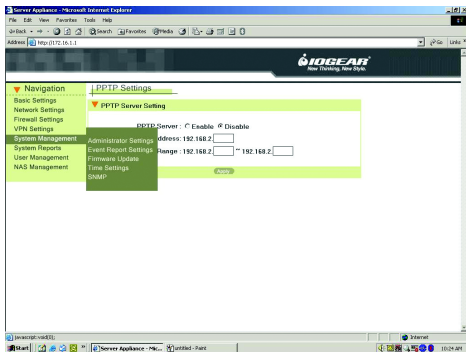 Server Appliance - Microsoft Internet Explorer
File Edit View Favorites Tools Help
Back Search Favorites Media
Address http://172.16.1.1 Go Links
IOGEAR
New Thinking, New Style.
Navigation
Basic Settings
Network Settings
Firewall Settings
VPN Settings
System Management
System Reports
User Management
NAS Management
Administrator Settings
Event Report Settings
Firmware Update
Time Settings
SNMP
PPTP Settings
PPTP Server Setting
PPTP Server : Enable Disable
ddress: 192.168.2.
Range : 192.168.2. ~ 192.168.2.
Apply
javascript:void(0); Internet
Start Server Appliance - Mic... untitled - Paint 10:24 AM